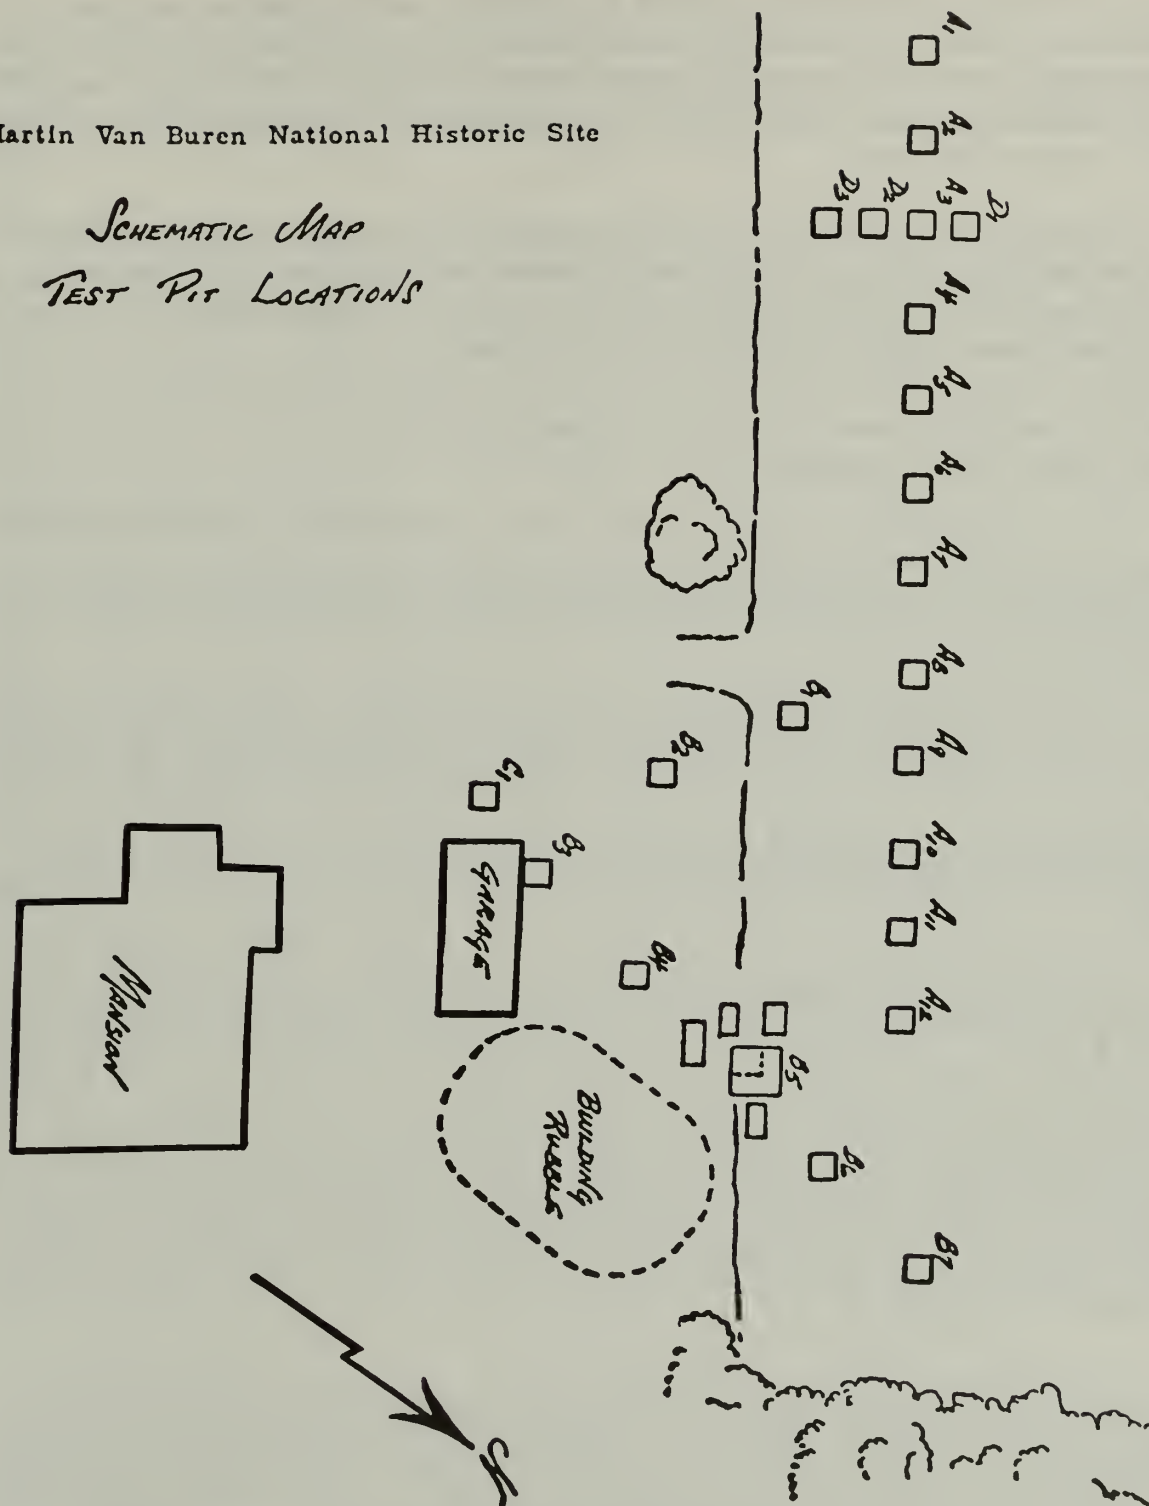 Martin Van Buren National Historic Site
SCHEMATIC MAP
TEST PIT LOCATIONS
A1
A2
D3
D2
A3
D1
A4
A5
A6
A7
A8
B1
A9
B2
C1
A10
B3
GARAGE
A11
B4
A12
MANSION
B5
BUILDING
RUBBLE
B6
B7